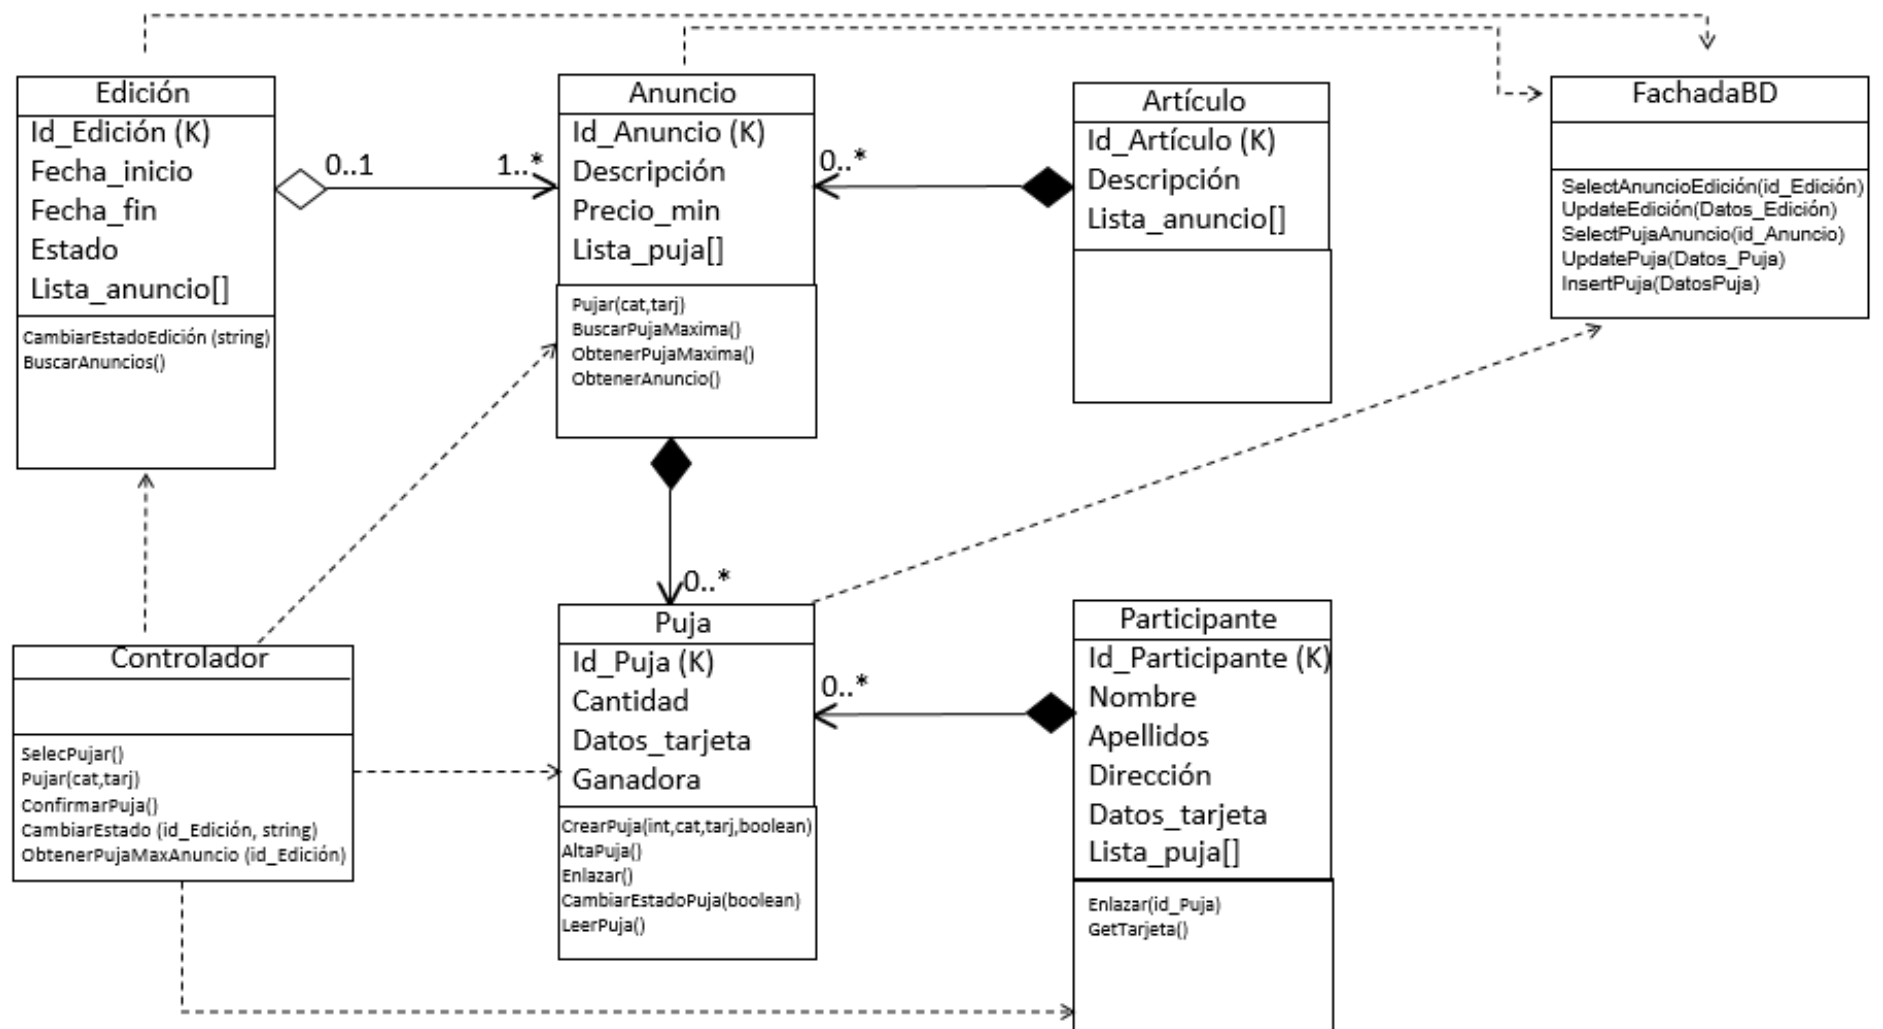 Edición
Id_Edición (K)
Fecha_inicio
Fecha_fin
Estado
Lista_anuncio[]
CambiarEstadoEdición (string)
BuscarAnuncios()
0..1
1..*
Anuncio
Id_Anuncio (K)
Descripción
Precio_min
Lista_puja[]
Pujar(cat,tarj)
BuscarPujaMaxima()
ObtenerPujaMaxima()
ObtenerAnuncio()
0..*
Artículo
Id_Artículo (K)
Descripción
Lista_anuncio[]
FachadaBD
SelectAnuncioEdición(id_Edición)
UpdateEdición(Datos_Edición)
SelectPujaAnuncio(id_Anuncio)
UpdatePuja(Datos_Puja)
InsertPuja(DatosPuja)
Controlador
SelecPujar()
Pujar(cat,tarj)
ConfirmarPuja()
CambiarEstado (id_Edición, string)
ObtenerPujaMaxAnuncio (id_Edición)
0..*
Puja
Id_Puja (K)
Cantidad
Datos_tarjeta
Ganadora
CrearPuja(int,cat,tarj,boolean)
AltaPuja()
Enlazar()
CambiarEstadoPuja(boolean)
LeerPuja()
0..*
Participante
Id_Participante (K)
Nombre
Apellidos
Dirección
Datos_tarjeta
Lista_puja[]
Enlazar(id_Puja)
GetTarjeta()